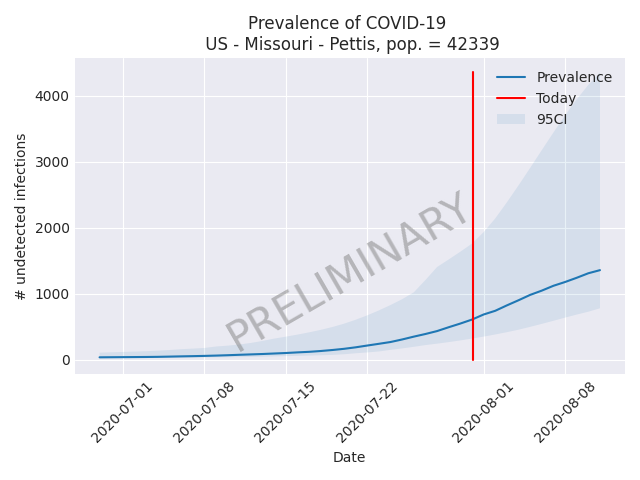 Prevalence of COVID-19
US - Missouri - Pettis, pop. = 42339
Prevalence
Today
95CI
4000
3000
2000
1000
0
# undetected infections
PRELIMINARY
2020-07-01
2020-07-08
2020-07-15
2020-07-22
2020-08-01
2020-08-08
Date